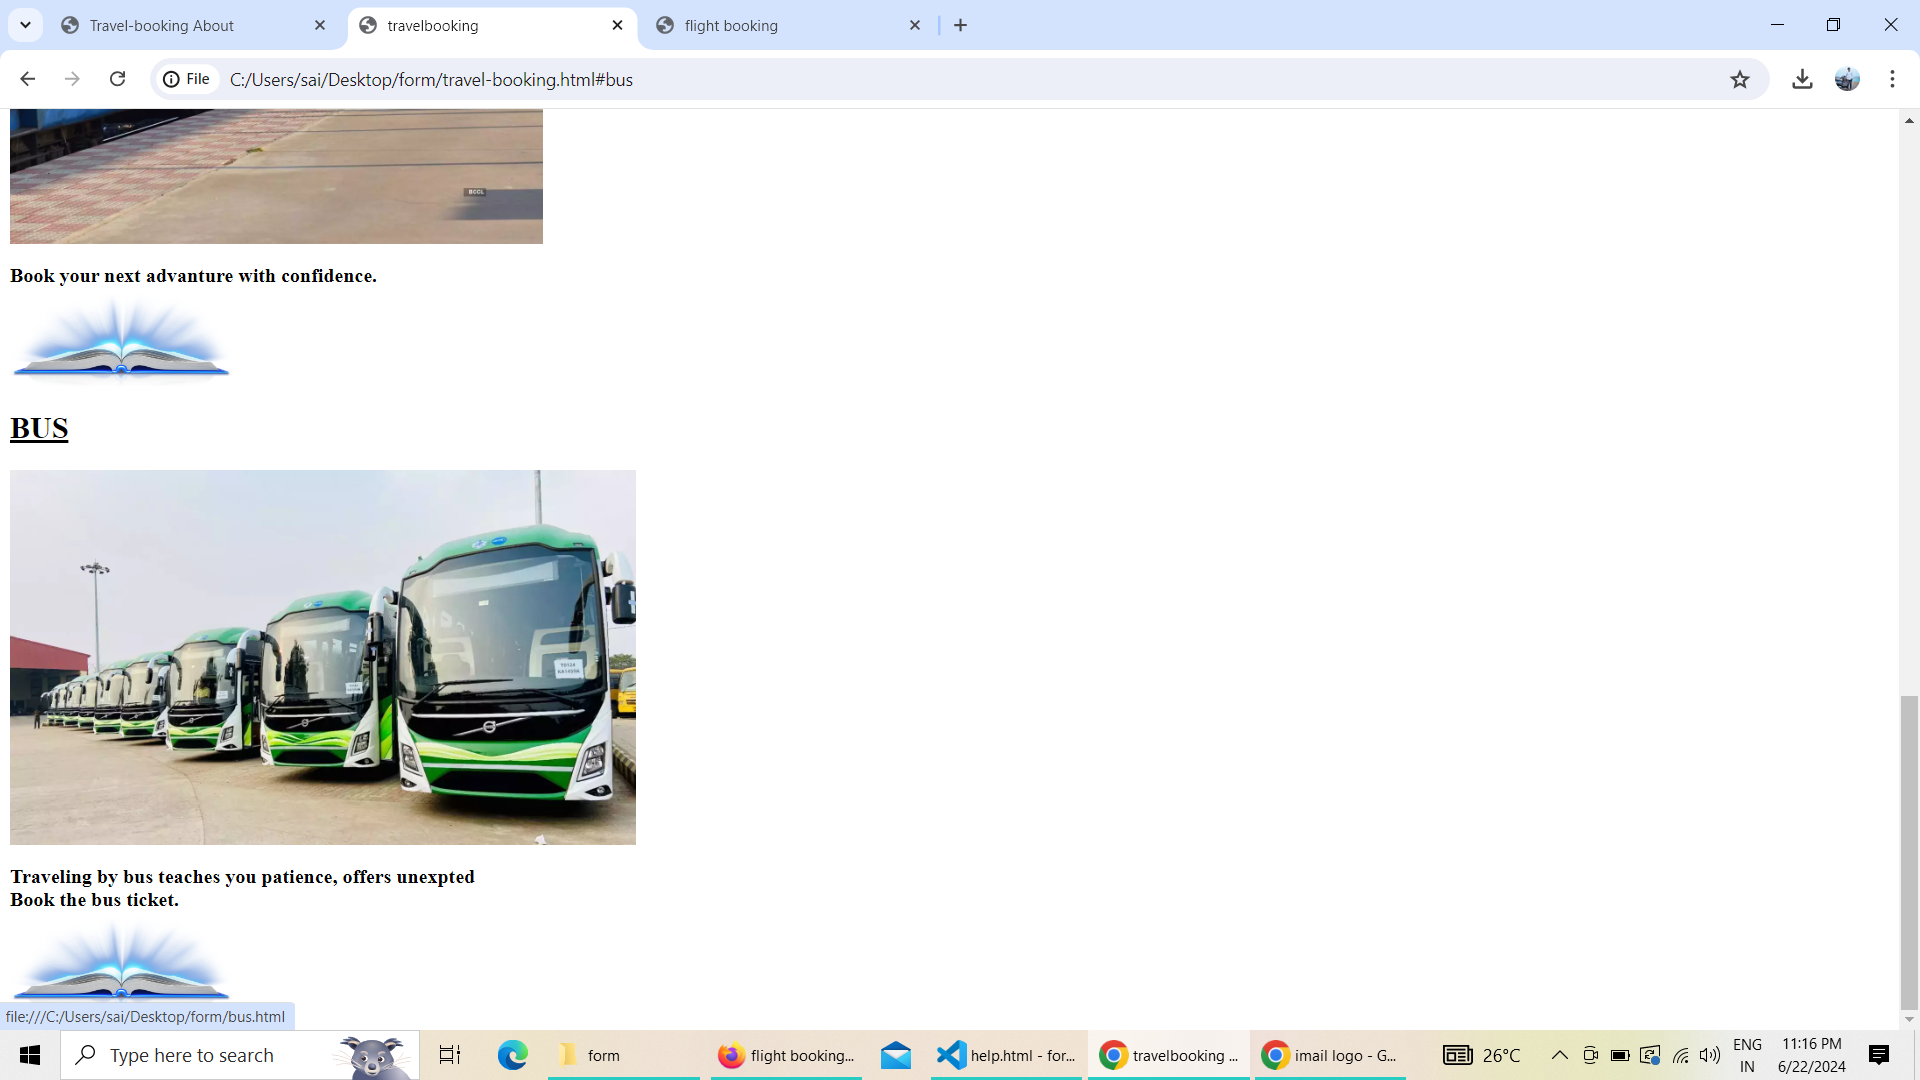 Travel-booking About
travelbooking
flight booking
File
C:/Users/sai/Desktop/form/travel-booking.html#bus
BCCL
Book your next advanture with confidence.
BUS
Traveling by bus teaches you patience, offers unexpted
Book the bus ticket.
file:///C:/Users/sai/Desktop/form/bus.html
Type here to search
form
flight booking...
help.html - for...
travelbooking ...
imail logo - G...
26°C
ENG
IN
11:16 PM
6/22/2024